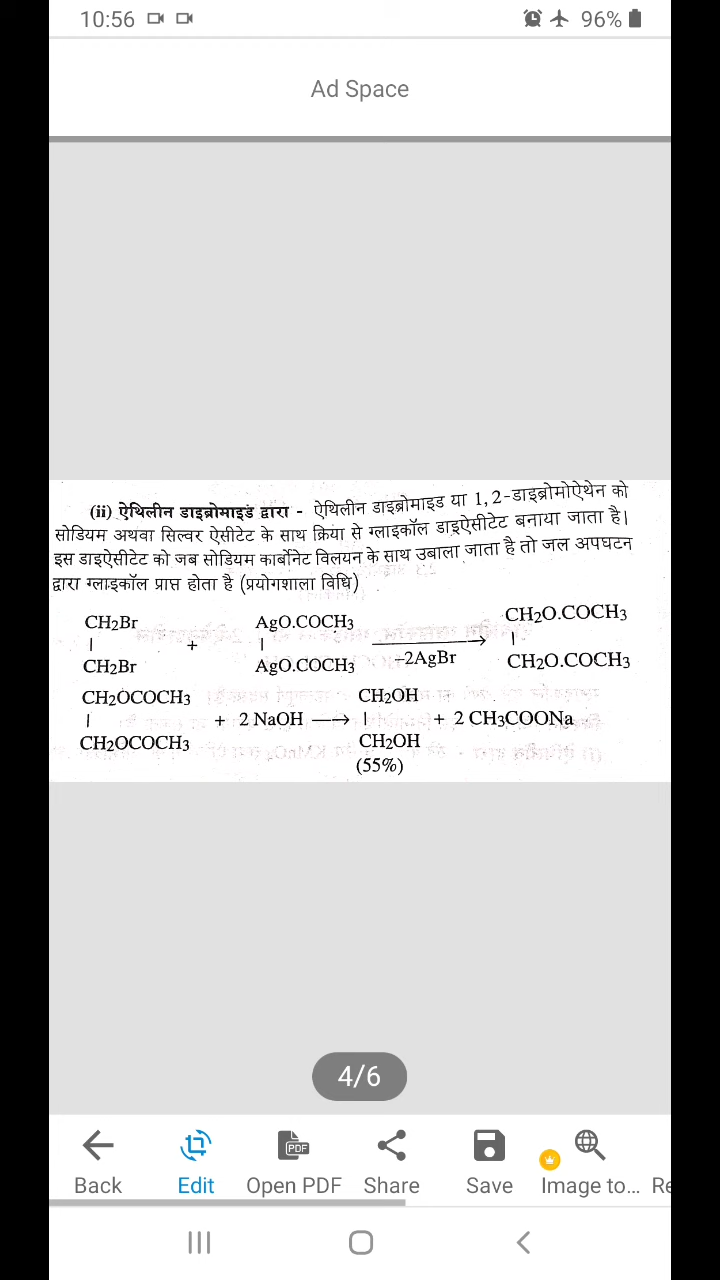 10:56 96%
Ad Space
(ii) ऐथिलीन डाइब्रोमाइडं द्वारा - ऐथिलीन डाइब्रोमाइड या 1, 2-डाइब्रोमोऐथेन को
सोडियम अथवा सिल्वर ऐसीटेट के साथ क्रिया से ग्लाइकॉल डाइऐसीटेट बनाया जाता है।
इस डाइऐसीटेट को जब सोडियम कार्बोनेट विलयन के साथ उबाला जाता है तो जल अपघटन
द्वारा ग्लाइकॉल प्राप्त होता है (प्रयोगशाला विधि)
CH2Br AgO.COCH3 CH2O.COCH3
| + | ⟶ |
CH2Br AgO.COCH3 –2AgBr CH2O.COCH3
CH2OCOCH3 CH2OH
| + 2 NaOH ⟶ | + 2 CH3COONa
CH2OCOCH3 CH2OH
(55%)
4/6
PDF
Back Edit Open PDF Share Save Image to... Re